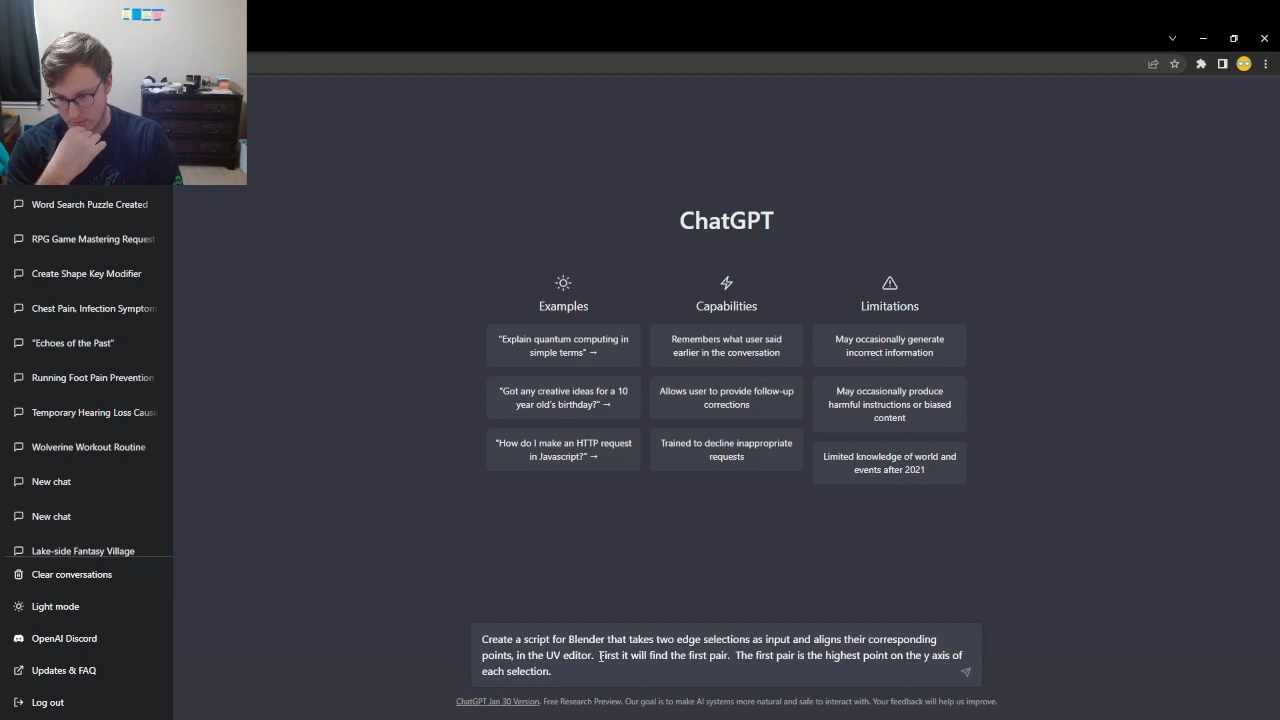 Word Search Puzzle Created
RPG Game Mastering Request
Create Shape Key Modifier
Chest Pain, Infection Symptom
"Echoes of the Past"
Running Foot Pain Prevention
Temporary Hearing Loss Cause
Wolverine Workout Routine
New chat
New chat
Lake-side Fantasy Village
Clear conversations
Light mode
OpenAI Discord
Updates & FAQ
Log out
ChatGPT
Examples
"Explain quantum computing in
simple terms" →
"Got any creative ideas for a 10
year old's birthday?" →
"How do I make an HTTP request
in Javascript?" →
Capabilities
Remembers what user said
earlier in the conversation
Allows user to provide follow-up
corrections
Trained to decline inappropriate
requests
Limitations
May occasionally generate
incorrect information
May occasionally produce
harmful instructions or biased
content
Limited knowledge of world and
events after 2021
Create a script for Blender that takes two edge selections as input and aligns their corresponding
points, in the UV editor.  First it will find the first pair.  The first pair is the highest point on the y axis of
each selection.
ChatGPT Jan 30 Version. Free Research Preview. Our goal is to make AI systems more natural and safe to interact with. Your feedback will help us improve.